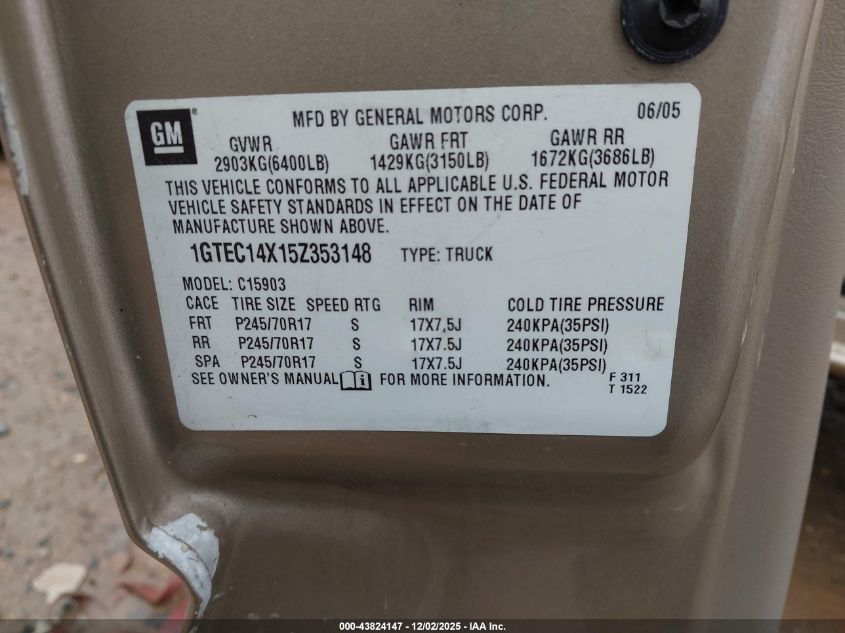 GM
MFD BY GENERAL MOTORS CORP. 06/05
GVWR GAWR FRT GAWR RR
2903KG(6400LB) 1429KG(3150LB) 1672KG(3686LB)
THIS VEHICLE CONFORMS TO ALL APPLICABLE U.S. FEDERAL MOTOR
VEHICLE SAFETY STANDARDS IN EFFECT ON THE DATE OF
MANUFACTURE SHOWN ABOVE.
1GTEC14X15Z353148 TYPE: TRUCK
MODEL: C15903
CACE TIRE SIZE SPEED RTG RIM COLD TIRE PRESSURE
FRT P245/70R17 S 17X7.5J 240KPA(35PSI)
RR P245/70R17 S 17X7.5J 240KPA(35PSI)
SPA P245/70R17 S 17X7.5J 240KPA(35PSI)
SEE OWNER'S MANUAL FOR MORE INFORMATION. F 311
T 1522
000-43824147 - 12/02/2025 - IAA Inc.